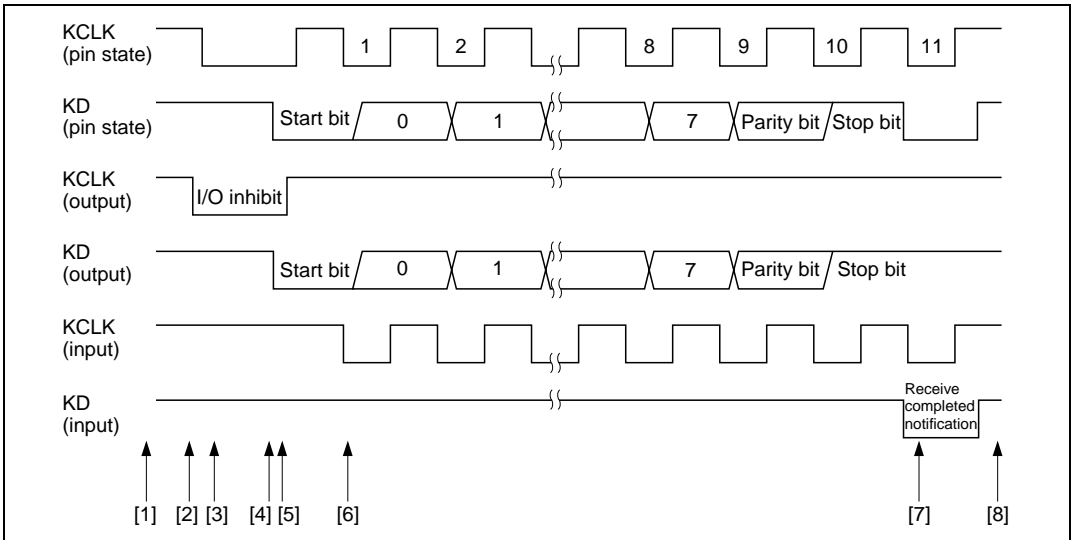 KCLK
(pin state)
1 2 8 9 10 11
KD
(pin state)
Start bit 0 1 7 Parity bit Stop bit
KCLK
(output)
I/O inhibit
KD
(output)
Start bit 0 1 7 Parity bit Stop bit
KCLK
(input)
KD
(input)
Receive
completed
notification
[1] [2] [3] [4] [5] [6] [7] [8]